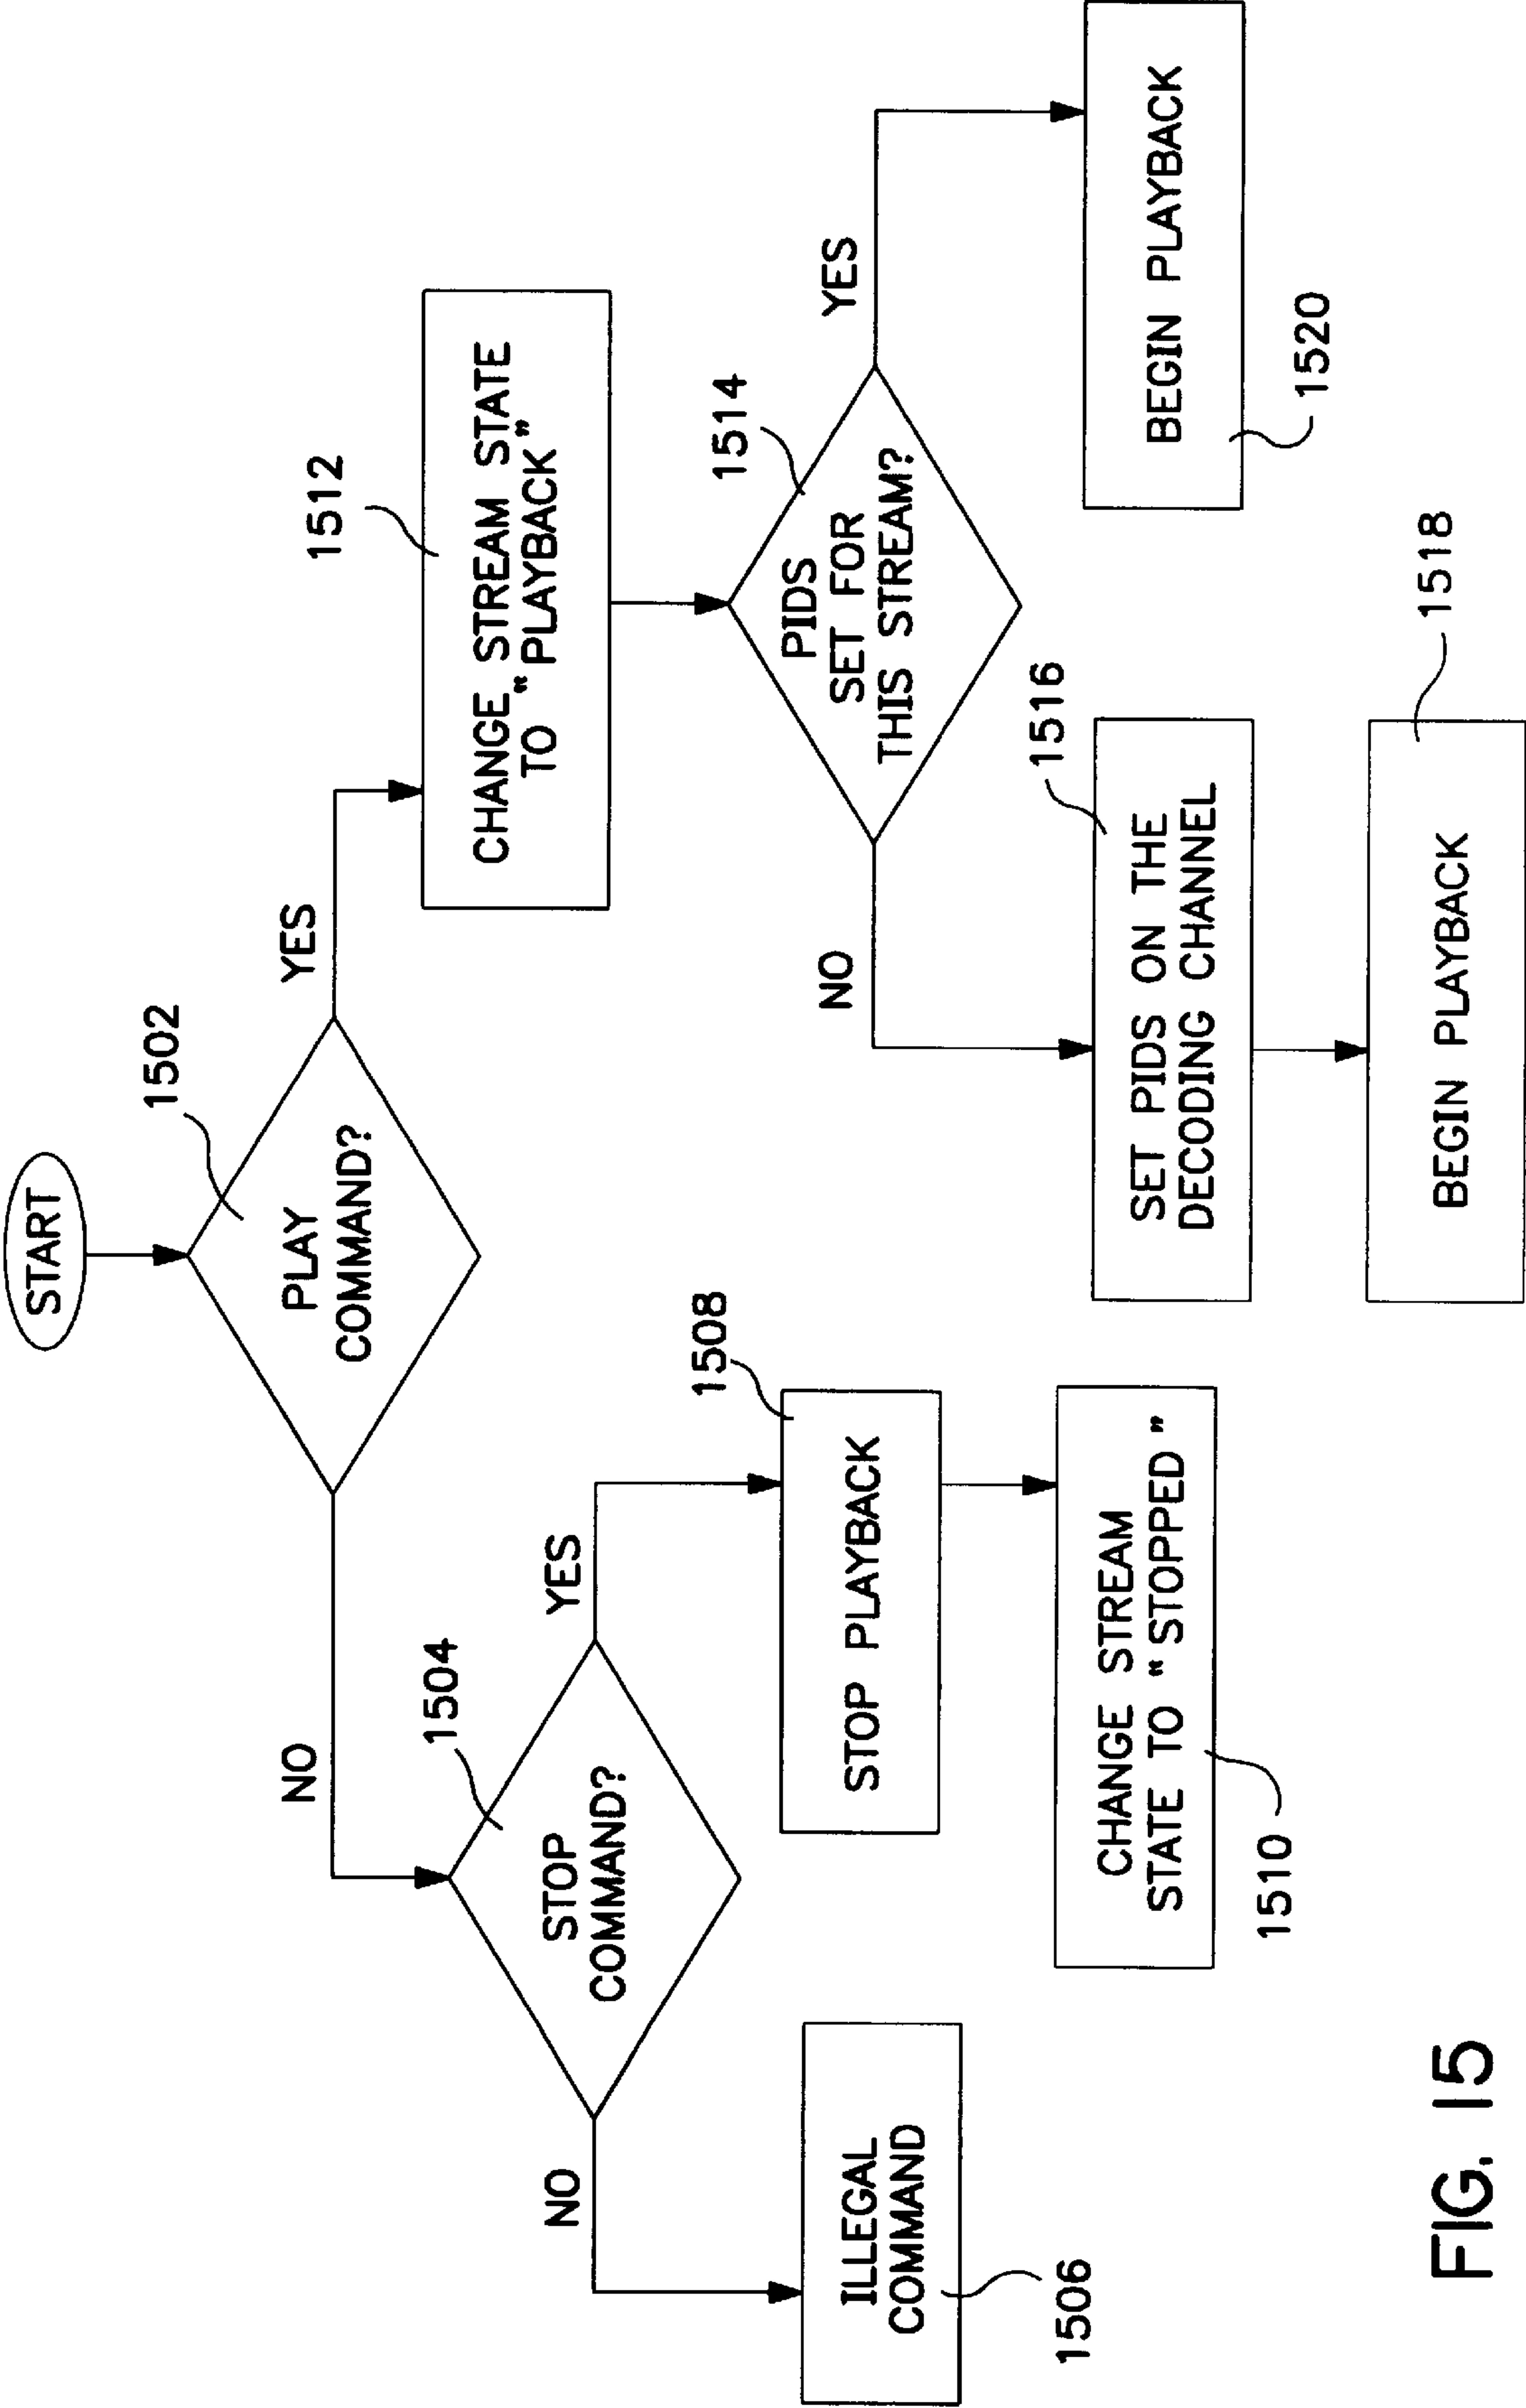 START
1502
PLAY
COMMAND?
NO
YES
1504
STOP
COMMAND?
NO
YES
ILLEGAL
COMMAND
1506
1508
STOP PLAYBACK
CHANGE STREAM
STATE TO "STOPPED"
1510
1512
CHANGE STREAM STATE
TO "PLAYBACK"
1514
PIDS
SET FOR
THIS STREAM?
NO
YES
1516
SET PIDS ON THE
DECODING CHANNEL
1518
BEGIN PLAYBACK
BEGIN PLAYBACK
1520
FIG. 15